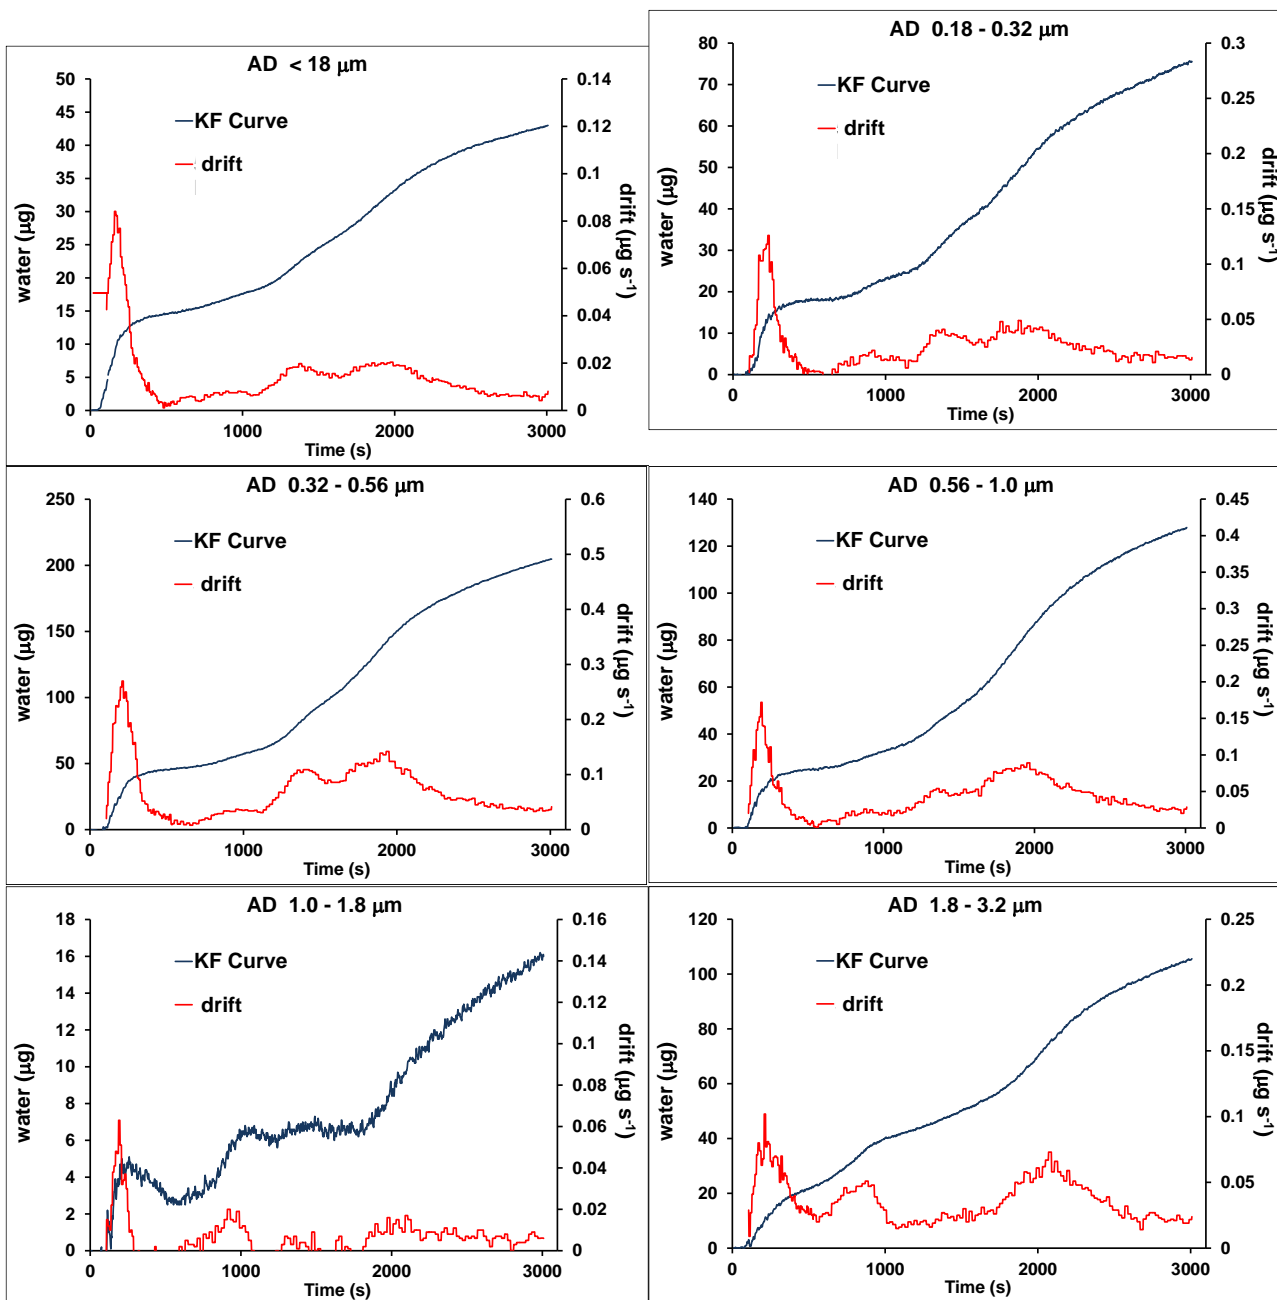 AD < 18 µm
50
45
40
35
30
25
20
15
10
5
0
water (µg)
KF Curve
drift
0.14
0.12
0.1
0.08
0.06
0.04
0.02
0
drift (µg s⁻¹)
0 1000 2000 3000
Time (s)
AD 0.18 - 0.32 µm
80
70
60
50
40
30
20
10
0
water (µg)
KF Curve
drift
0.3
0.25
0.2
0.15
0.1
0.05
0
drift (µg s⁻¹)
0 1000 2000 3000
Time (s)
AD 0.32 - 0.56 µm
250
200
150
100
50
0
water (µg)
KF Curve
drift
0.6
0.5
0.4
0.3
0.2
0.1
0
drift (µg s⁻¹)
0 1000 2000 3000
Time (s)
AD 0.56 - 1.0 µm
140
120
100
80
60
40
20
0
water (µg)
KF Curve
drift
0.45
0.4
0.35
0.3
0.25
0.2
0.15
0.1
0.05
0
drift (µg s⁻¹)
0 1000 2000 3000
Time (s)
AD 1.0 - 1.8 µm
18
16
14
12
10
8
6
4
2
0
water (µg)
KF Curve
drift
0.16
0.14
0.12
0.1
0.08
0.06
0.04
0.02
0
drift (µg s⁻¹)
0 1000 2000 3000
Time (s)
AD 1.8 - 3.2 µm
120
100
80
60
40
20
0
water (µg)
KF Curve
drift
0.25
0.2
0.15
0.1
0.05
0
drift (µg s⁻¹)
0 1000 2000 3000
Time (s)